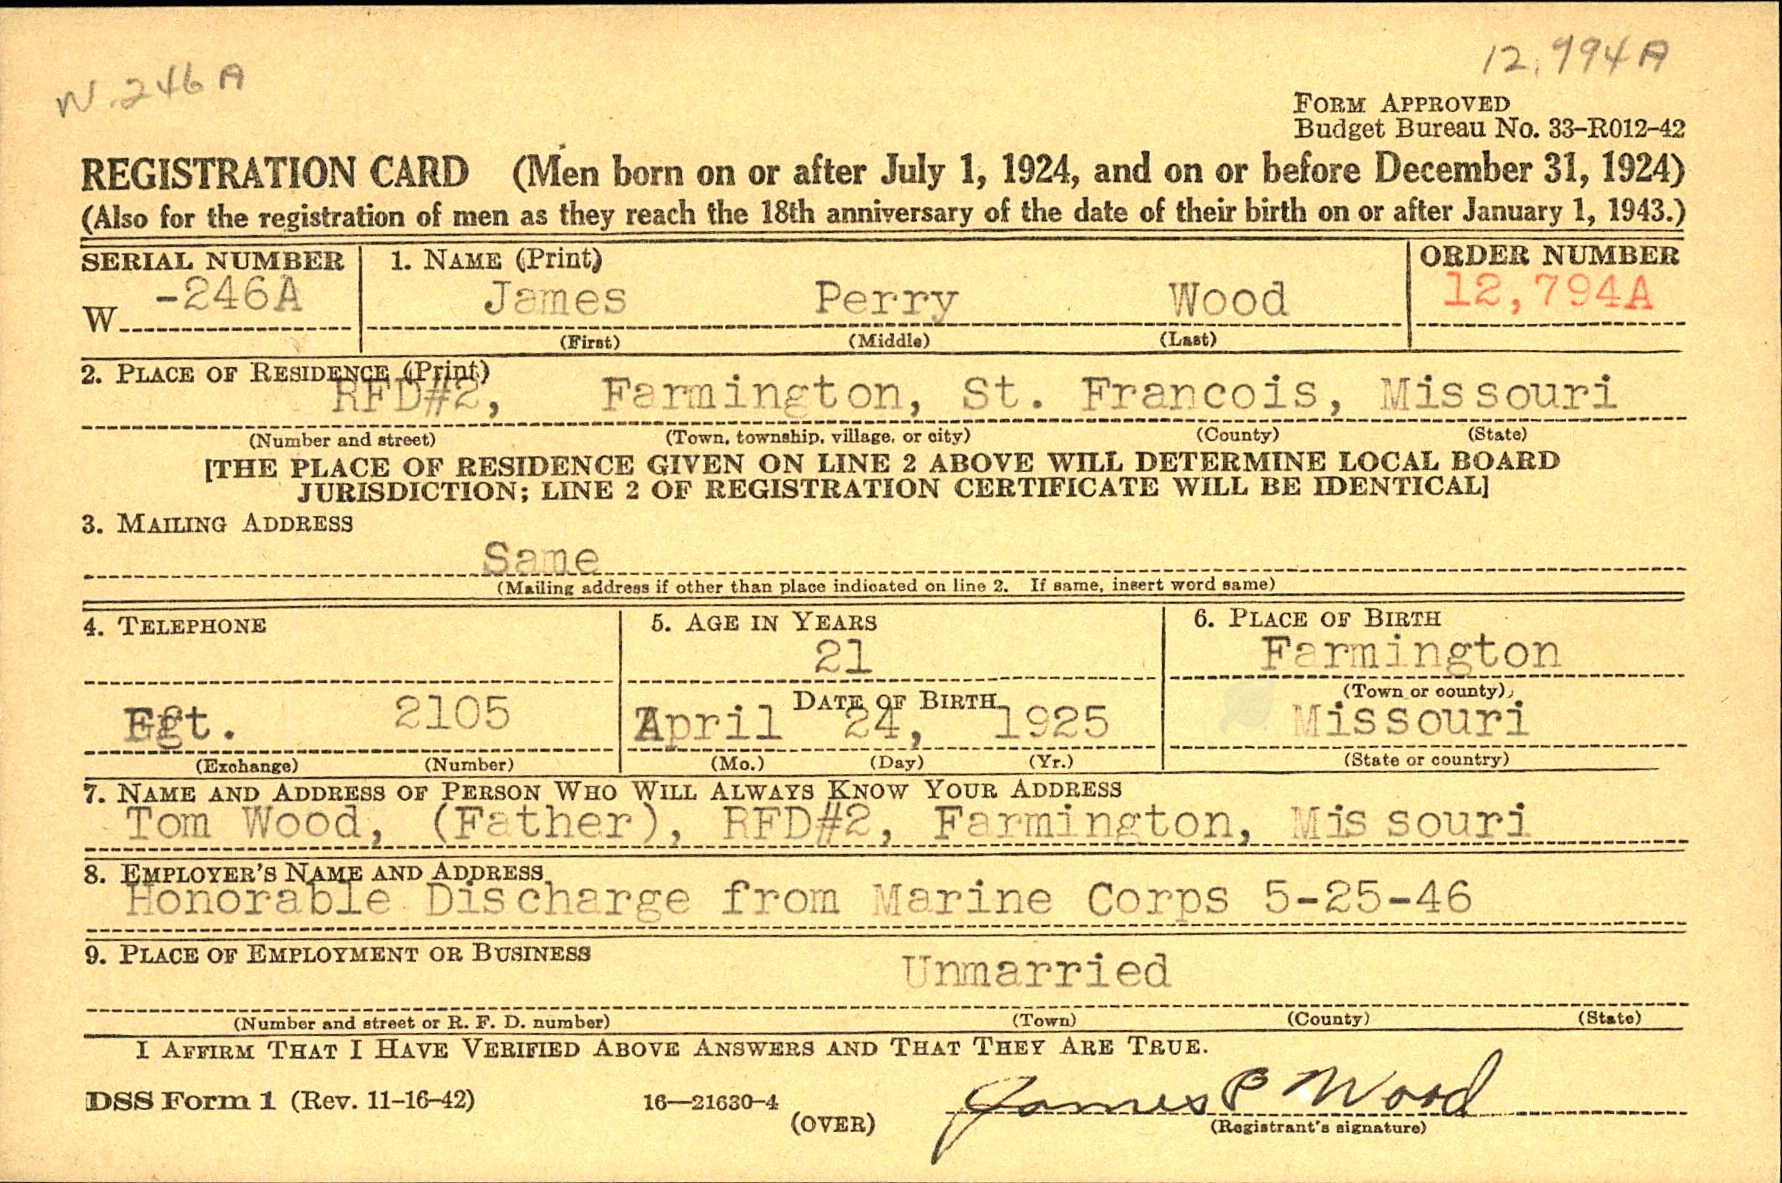 W-246A
12,794A
FORM APPROVED
Budget Bureau No. 33-R012-42
REGISTRATION CARD (Men born on or after July 1, 1924, and on or before December 31, 1924)
(Also for the registration of men as they reach the 18th anniversary of the date of their birth on or after January 1, 1943.)
SERIAL NUMBER 1. NAME (Print) ORDER NUMBER
W -246A James Perry Wood 12,794A
(First) (Middle) (Last)
2. PLACE OF RESIDENCE (Print)
RFD#2, Farmington, St. Francois, Missouri
(Number and street) (Town, township, village, or city) (County) (State)
[THE PLACE OF RESIDENCE GIVEN ON LINE 2 ABOVE WILL DETERMINE LOCAL BOARD
JURISDICTION; LINE 2 OF REGISTRATION CERTIFICATE WILL BE IDENTICAL]
3. MAILING ADDRESS
Same
(Mailing address if other than place indicated on line 2. If same, insert word same)
4. TELEPHONE 5. AGE IN YEARS 6. PLACE OF BIRTH
21 Farmington
DATE OF BIRTH (Town or county)
Fgt. 2105 April 24, 1925 Missouri
(Exchange) (Number) (Mo.) (Day) (Yr.) (State or country)
7. NAME AND ADDRESS OF PERSON WHO WILL ALWAYS KNOW YOUR ADDRESS
Tom Wood, (Father), RFD#2, Farmington, Missouri
8. EMPLOYER'S NAME AND ADDRESS
Honorable Discharge from Marine Corps 5-25-46
9. PLACE OF EMPLOYMENT OR BUSINESS
Unmarried
(Number and street or R. F. D. number) (Town) (County) (State)
I AFFIRM THAT I HAVE VERIFIED ABOVE ANSWERS AND THAT THEY ARE TRUE.
DSS Form 1 (Rev. 11-16-42) 16—21630-4 James P Wood
(OVER) (Registrant's signature)